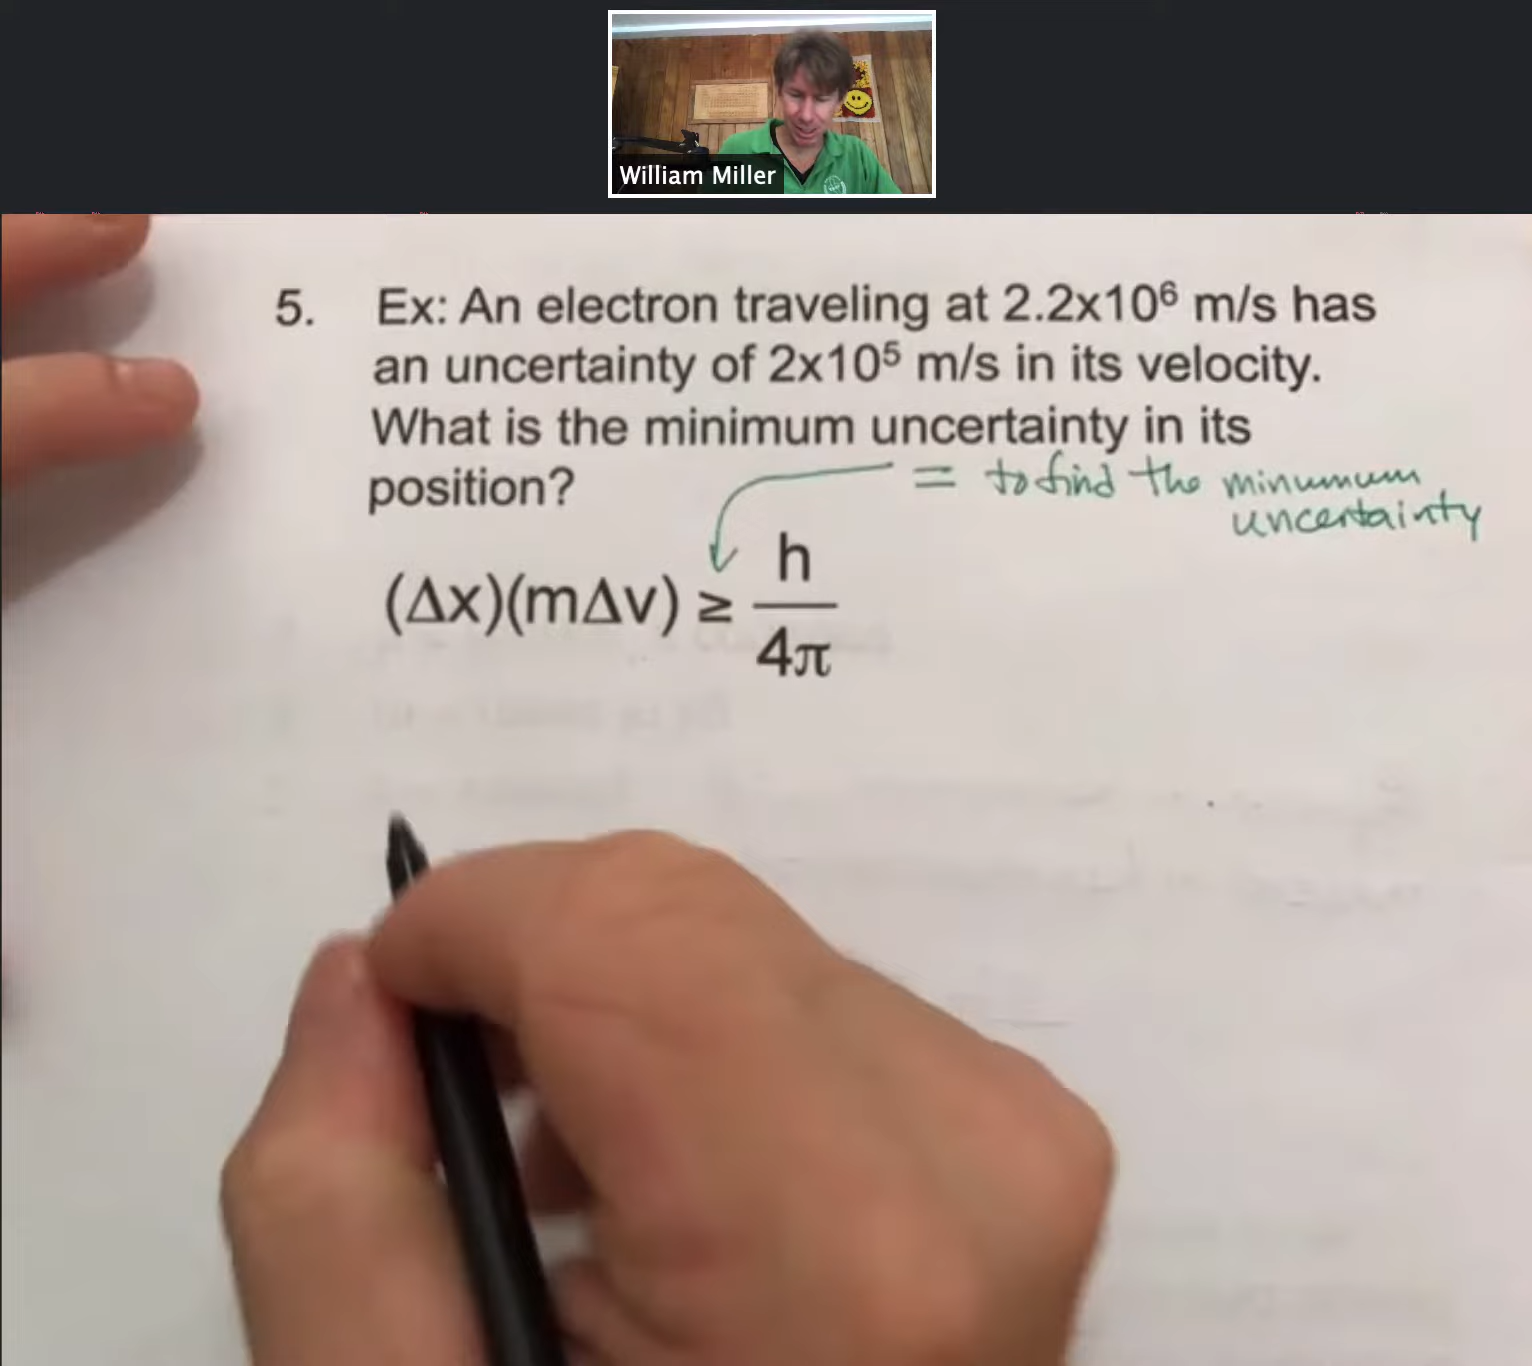 William Miller
5. Ex: An electron traveling at 2.2x10⁶ m/s has
an uncertainty of 2x10⁵ m/s in its velocity.
What is the minimum uncertainty in its
position?
= to find the minumum
uncertainty
(Δx)(mΔv) ≥ h
4π